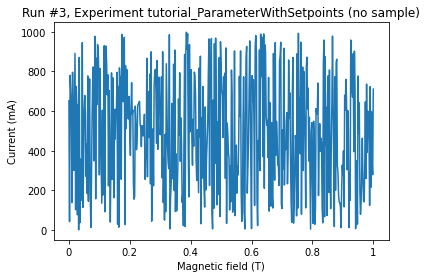 Run #3, Experiment tutorial_ParameterWithSetpoints (no sample)
1000
800
600
400
200
0
Current (mA)
0 0.2 0.4 0.6 0.8 1
Magnetic field (T)